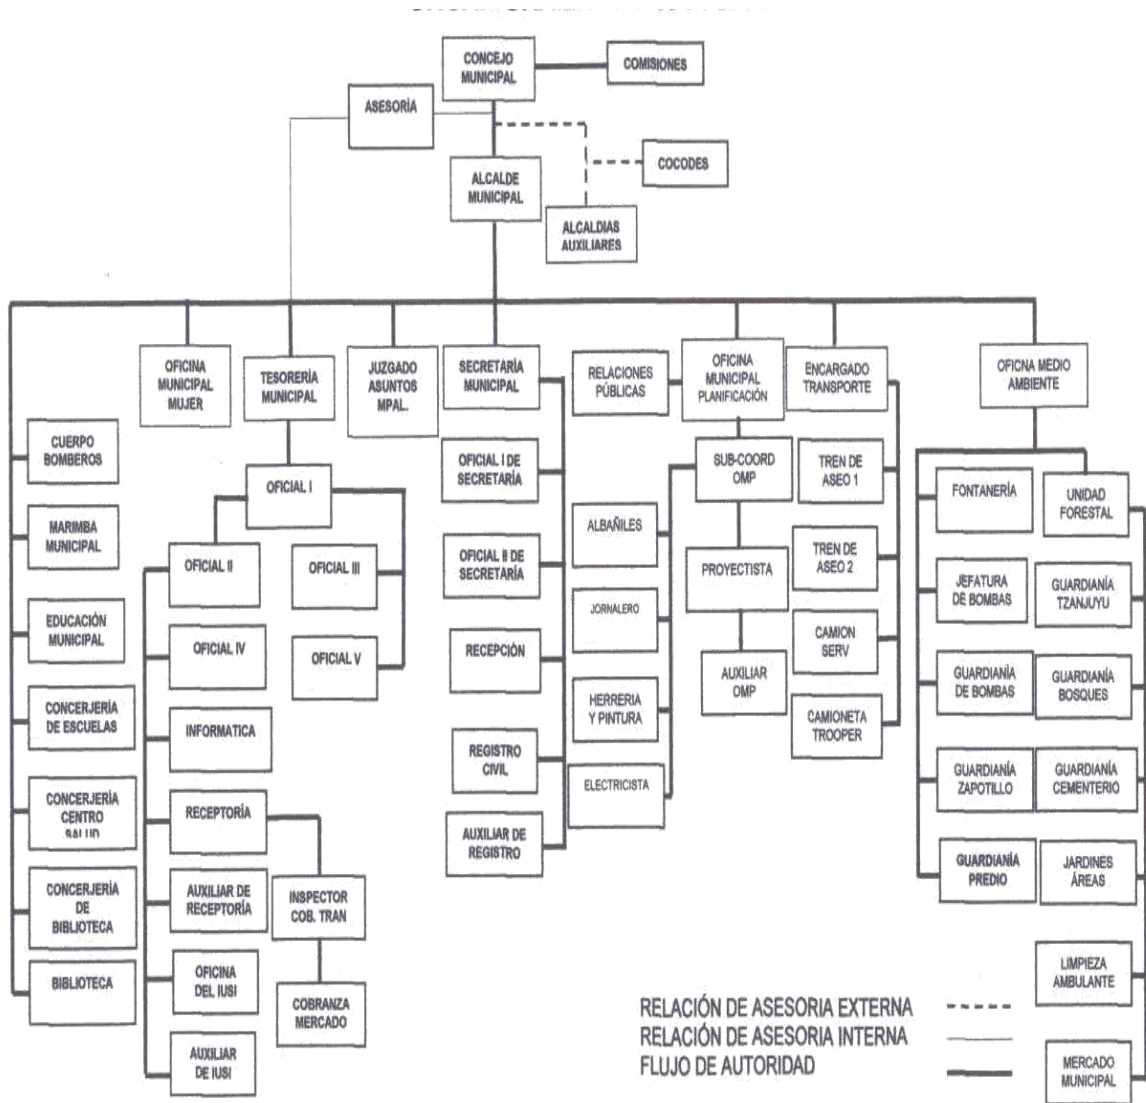 CONCEJO
MUNICIPAL
COMISIONES
ASESORÍA
COCODES
ALCALDE
MUNICIPAL
ALCALDIAS
AUXILIARES
OFICINA
MUNICIPAL
MUJER
TESORERÍA
MUNICIPAL
JUZGADO
ASUNTOS
MPAL.
SECRETARÍA
MUNICIPAL
RELACIONES
PÚBLICAS
OFICINA
MUNICIPAL
PLANIFICACIÓN
ENCARGADO
TRANSPORTE
OFICNA MEDIO
AMBIENTE
CUERPO
BOMBEROS
MARIMBA
MUNICIPAL
EDUCACIÓN
MUNICIPAL
CONCERJERÍA
DE ESCUELAS
CONCERJERÍA
CENTRO
SALUD
CONCERJERÍA
DE
BIBLIOTECA
BIBLIOTECA
OFICIAL I
OFICIAL II
OFICIAL III
OFICIAL IV
OFICIAL V
INFORMATICA
RECEPTORÍA
AUXILIAR DE
RECEPTORÍA
INSPECTOR
COB. TRAN
OFICINA
DEL IUSI
COBRANZA
MERCADO
AUXILIAR
DE IUSI
OFICIAL I DE
SECRETARÍA
OFICIAL II DE
SECRETARÍA
RECEPCIÓN
REGISTRO
CIVIL
AUXILIAR DE
REGISTRO
SUB-COORD
OMP
ALBAÑILES
PROYECTISTA
JORNALERO
AUXILIAR
OMP
HERRERIA
Y PINTURA
ELECTRICISTA
TREN DE
ASEO 1
TREN DE
ASEO 2
CAMION
SERV
CAMIONETA
TROOPER
FONTANERÍA
UNIDAD
FORESTAL
JEFATURA
DE BOMBAS
GUARDIANÍA
TZANJUYU
GUARDIANÍA
DE BOMBAS
GUARDIANÍA
BOSQUES
GUARDIANÍA
ZAPOTILLO
GUARDIANÍA
CEMENTERIO
GUARDIANÍA
PREDIO
JARDINES
ÁREAS
LIMPIEZA
AMBULANTE
MERCADO
MUNICIPAL
RELACIÓN DE ASESORIA EXTERNA
RELACIÓN DE ASESORIA INTERNA
FLUJO DE AUTORIDAD